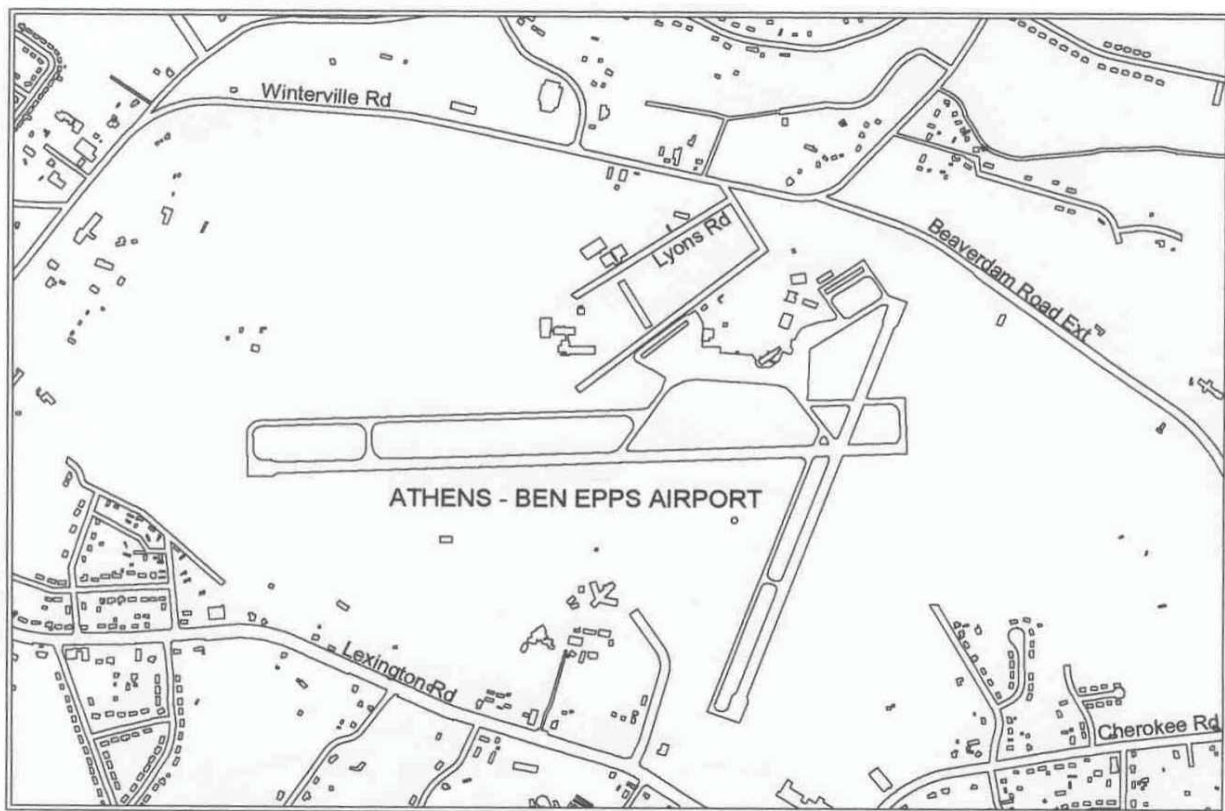 Winterville Rd
Lyons Rd
Beaverdam Road Ext
ATHENS - BEN EPPS AIRPORT
Lexington Rd
Cherokee Rd